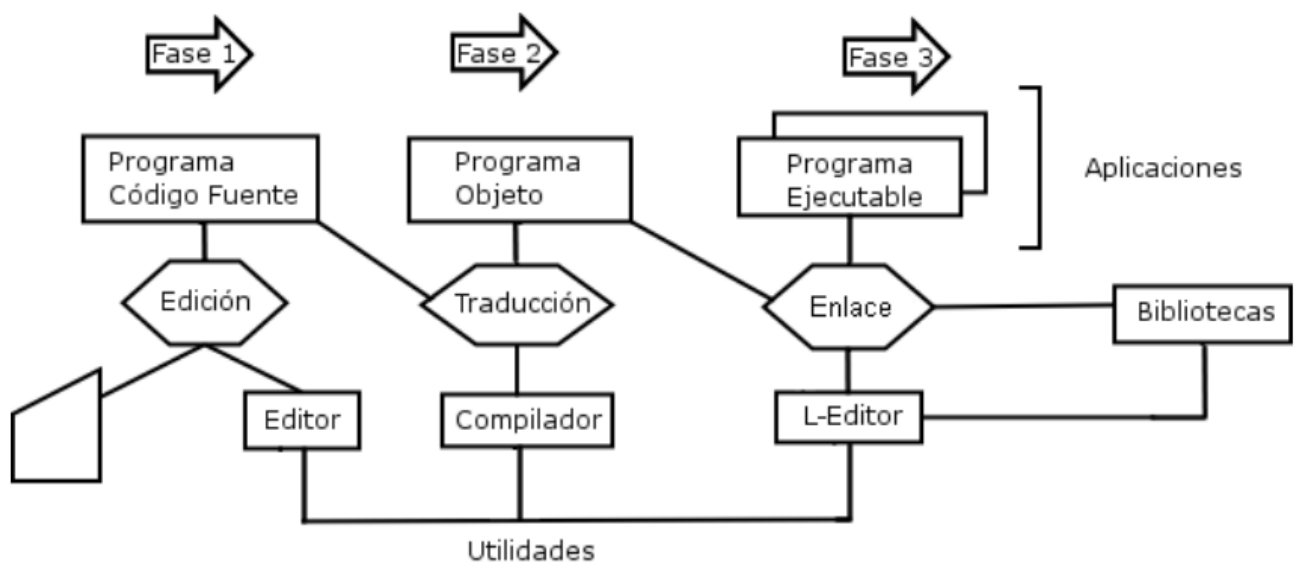 Fase 1
Fase 2
Fase 3
Programa
Código Fuente
Programa
Objeto
Programa
Ejecutable
Aplicaciones
Edición
Traducción
Enlace
Bibliotecas
Editor
Compilador
L-Editor
Utilidades